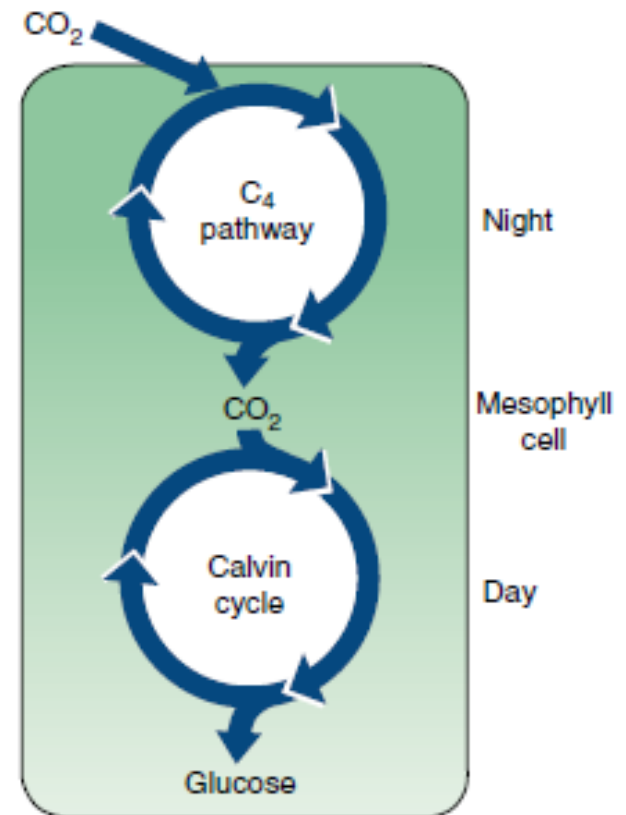 CO₂
C₄
pathway
Night
CO₂
Mesophyll
cell
Calvin
cycle
Day
Glucose